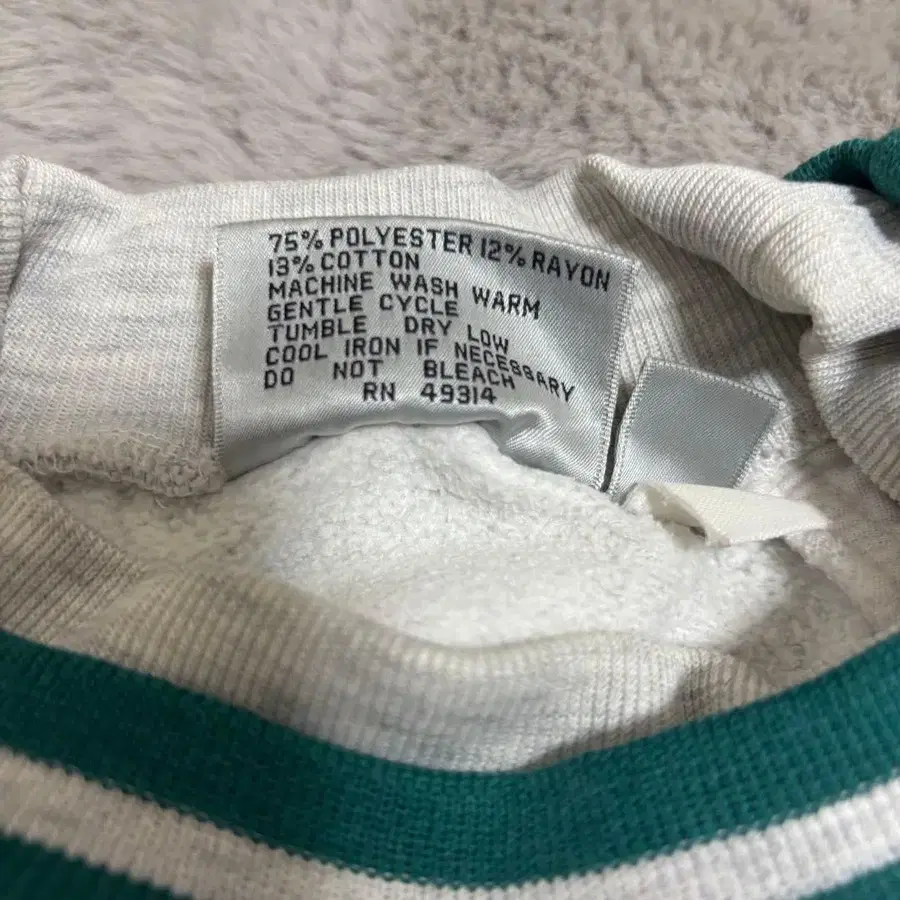 75% POLYESTER 12% RAYON
13% COTTON
MACHINE WASH WARM
GENTLE CYCLE
TUMBLE DRY LOW
COOL IRON IF NECESSARY
DO NOT BLEACH
RN 49314